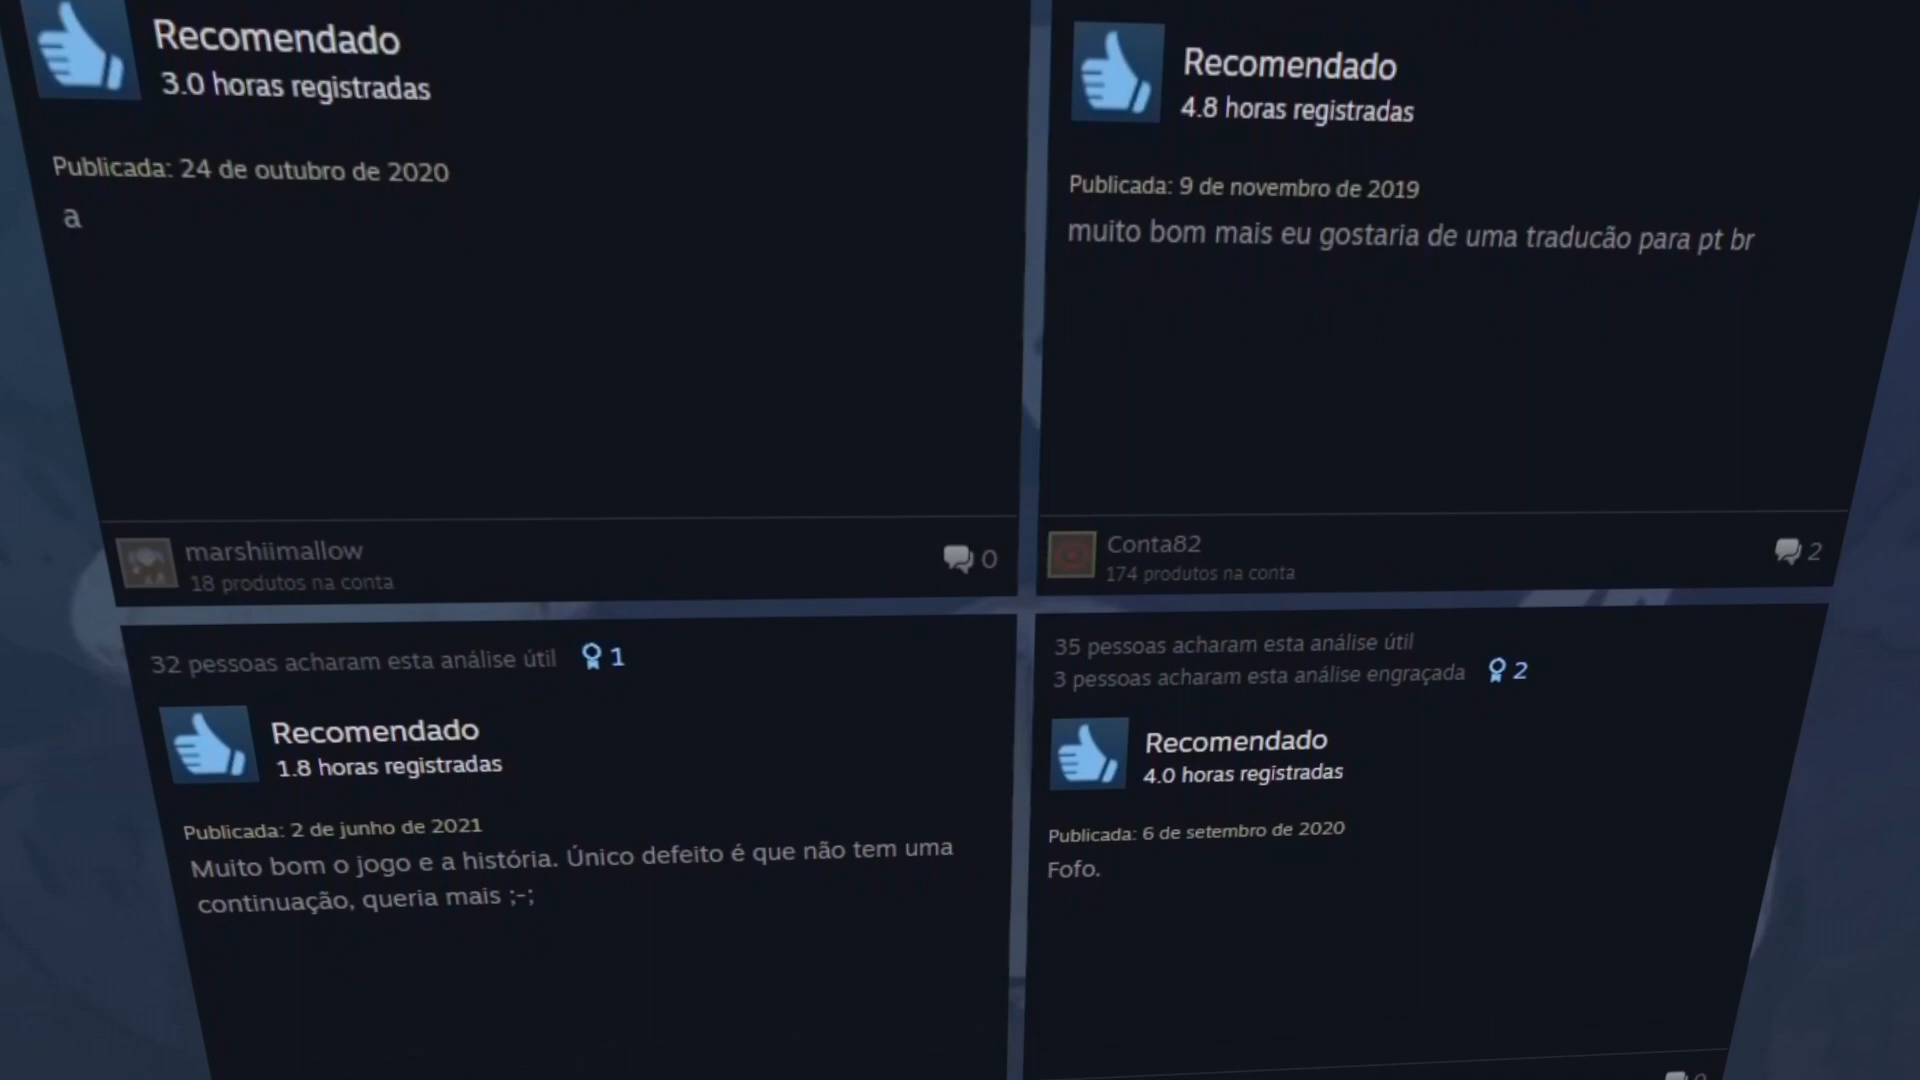 Recomendado
3.0 horas registradas
Publicada: 24 de outubro de 2020
a
marshiimallow
18 produtos na conta
0
Recomendado
4.8 horas registradas
Publicada: 9 de novembro de 2019
muito bom mais eu gostaria de uma traducão para pt br
Conta82
174 produtos na conta
2
32 pessoas acharam esta análise útil 1
Recomendado
1.8 horas registradas
Publicada: 2 de junho de 2021
Muito bom o jogo e a história. Único defeito é que não tem uma
continuação, queria mais ;-;
35 pessoas acharam esta análise útil
3 pessoas acharam esta análise engraçada 2
Recomendado
4.0 horas registradas
Publicada: 6 de setembro de 2020
Fofo.